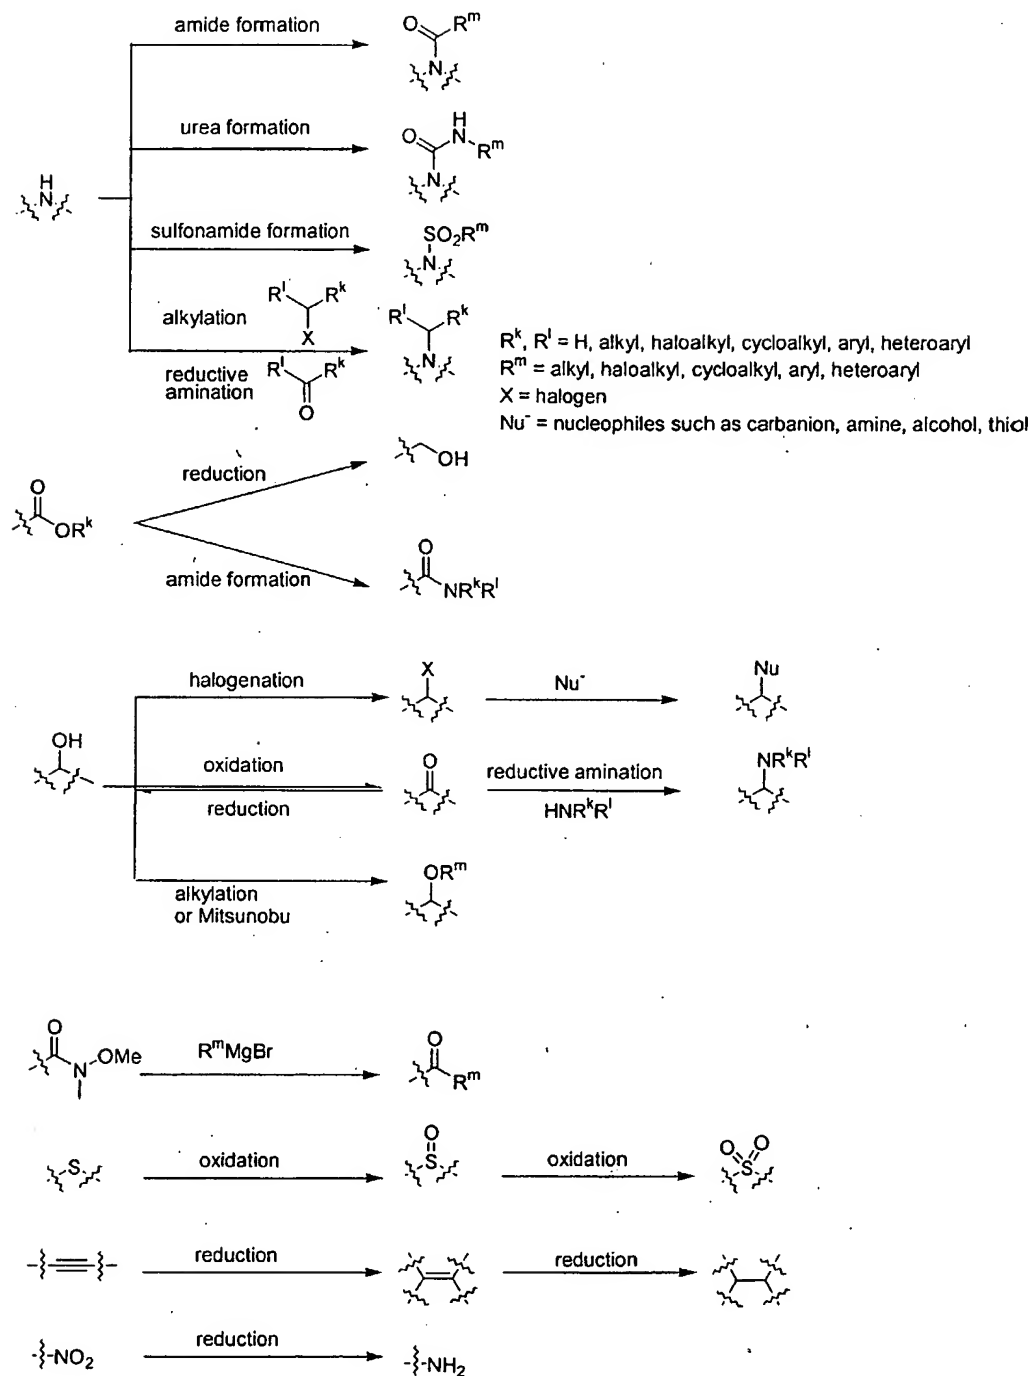 amide formation
O
R^m
N
urea formation
O
H
N
R^m
N
H
N
sulfonamide formation
SO₂R^m
N
alkylation
R^l
R^k
X
R^l
R^k
N
reductive
amination
R^l
R^k
O
R^k, R^l = H, alkyl, haloalkyl, cycloalkyl, aryl, heteroaryl
R^m = alkyl, haloalkyl, cycloalkyl, aryl, heteroaryl
X = halogen
Nu⁻ = nucleophiles such as carbanion, amine, alcohol, thiol
O
OR^k
reduction
OH
amide formation
O
NR^kR^l
halogenation
X
Nu⁻
Nu
OH
oxidation
reduction
O
reductive amination
HNR^kR^l
NR^kR^l
alkylation
or Mitsunobu
OR^m
O
N
OMe
R^mMgBr
O
R^m
S
oxidation
O
S
oxidation
O
O
S
reduction
reduction
NO₂
reduction
NH₂